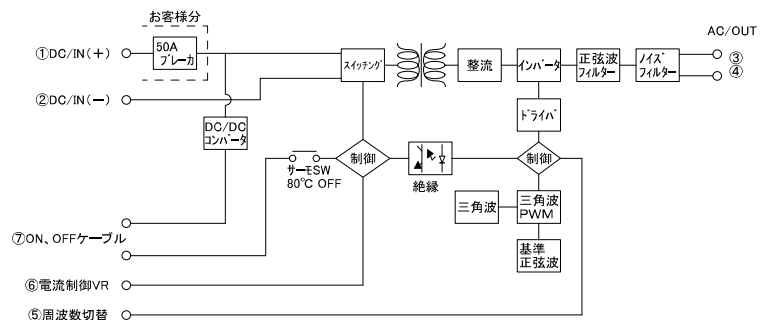 お客様分
AC/OUT
①DC/IN(+)
50A
ブレーカ
スイッチング
整流
インバータ
正弦波
フィルター
ノイズ
フィルター
③
④
②DC/IN(-)
DC/DC
コンバータ
ドライバ
サーモSW
80℃ OFF
制御
絶縁
制御
三角波
三角波
PWM
⑦ON、OFFケーブル
基準
正弦波
⑥電流制御VR
⑤周波数切替